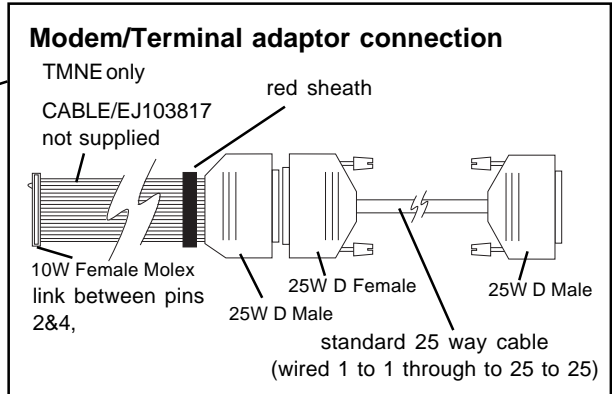 Modem/Terminal adaptor connection
TMNE only
red sheath
CABLE/EJ103817
not supplied
10W Female Molex
link between pins
2&4,
25W D Male
25W D Female
25W D Male
standard 25 way cable
(wired 1 to 1 through to 25 to 25)